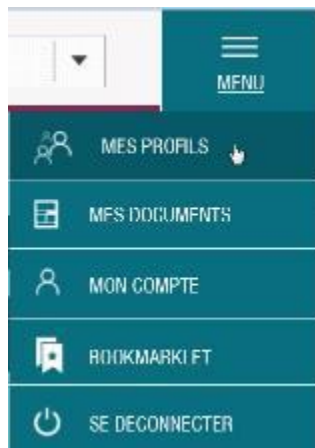 MENU
MES PROFILS
MES DOCUMENTS
MON COMPTE
BOOKMARKLET
SE DECONNECTER